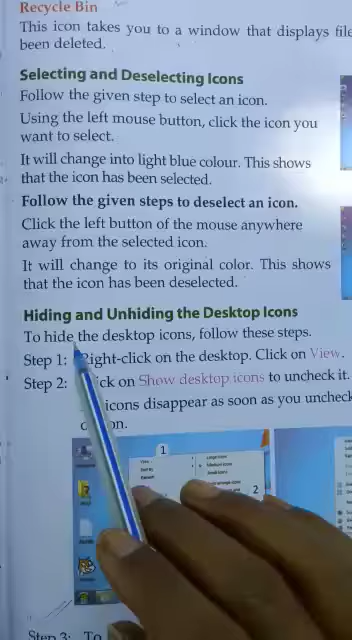 Recycle Bin
This icon takes you to a window that displays file
been deleted.
Selecting and Deselecting Icons
Follow the given step to select an icon.
Using the left mouse button, click the icon you
want to select.
It will change into light blue colour. This shows
that the icon has been selected.
Follow the given steps to deselect an icon.
Click the left button of the mouse anywhere
away from the selected icon.
It will change to its original color. This shows
that the icon has been deselected.
Hiding and Unhiding the Desktop Icons
To hide the desktop icons, follow these steps.
Step 1: Right-click on the desktop. Click on View.
Step 2: ick on Show desktop icons to uncheck it.
icons disappear as soon as you uncheck
on.
1
2
Step 3: To